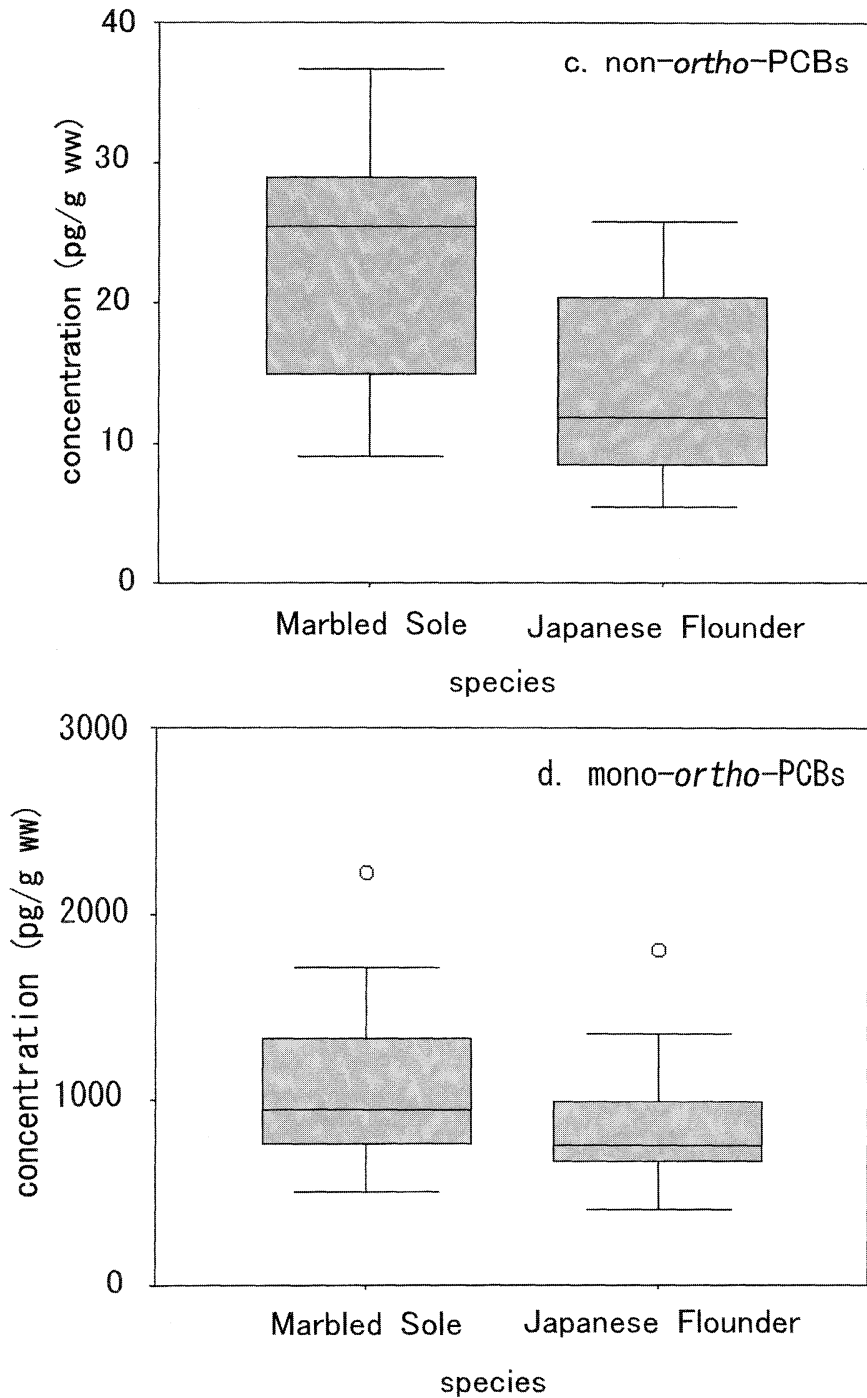 c. non-ortho-PCBs
concentration (pg/g ww)
40
30
20
10
0
Marbled Sole Japanese Flounder
species
d. mono-ortho-PCBs
concentration (pg/g ww)
3000
2000
1000
0
Marbled Sole Japanese Flounder
species